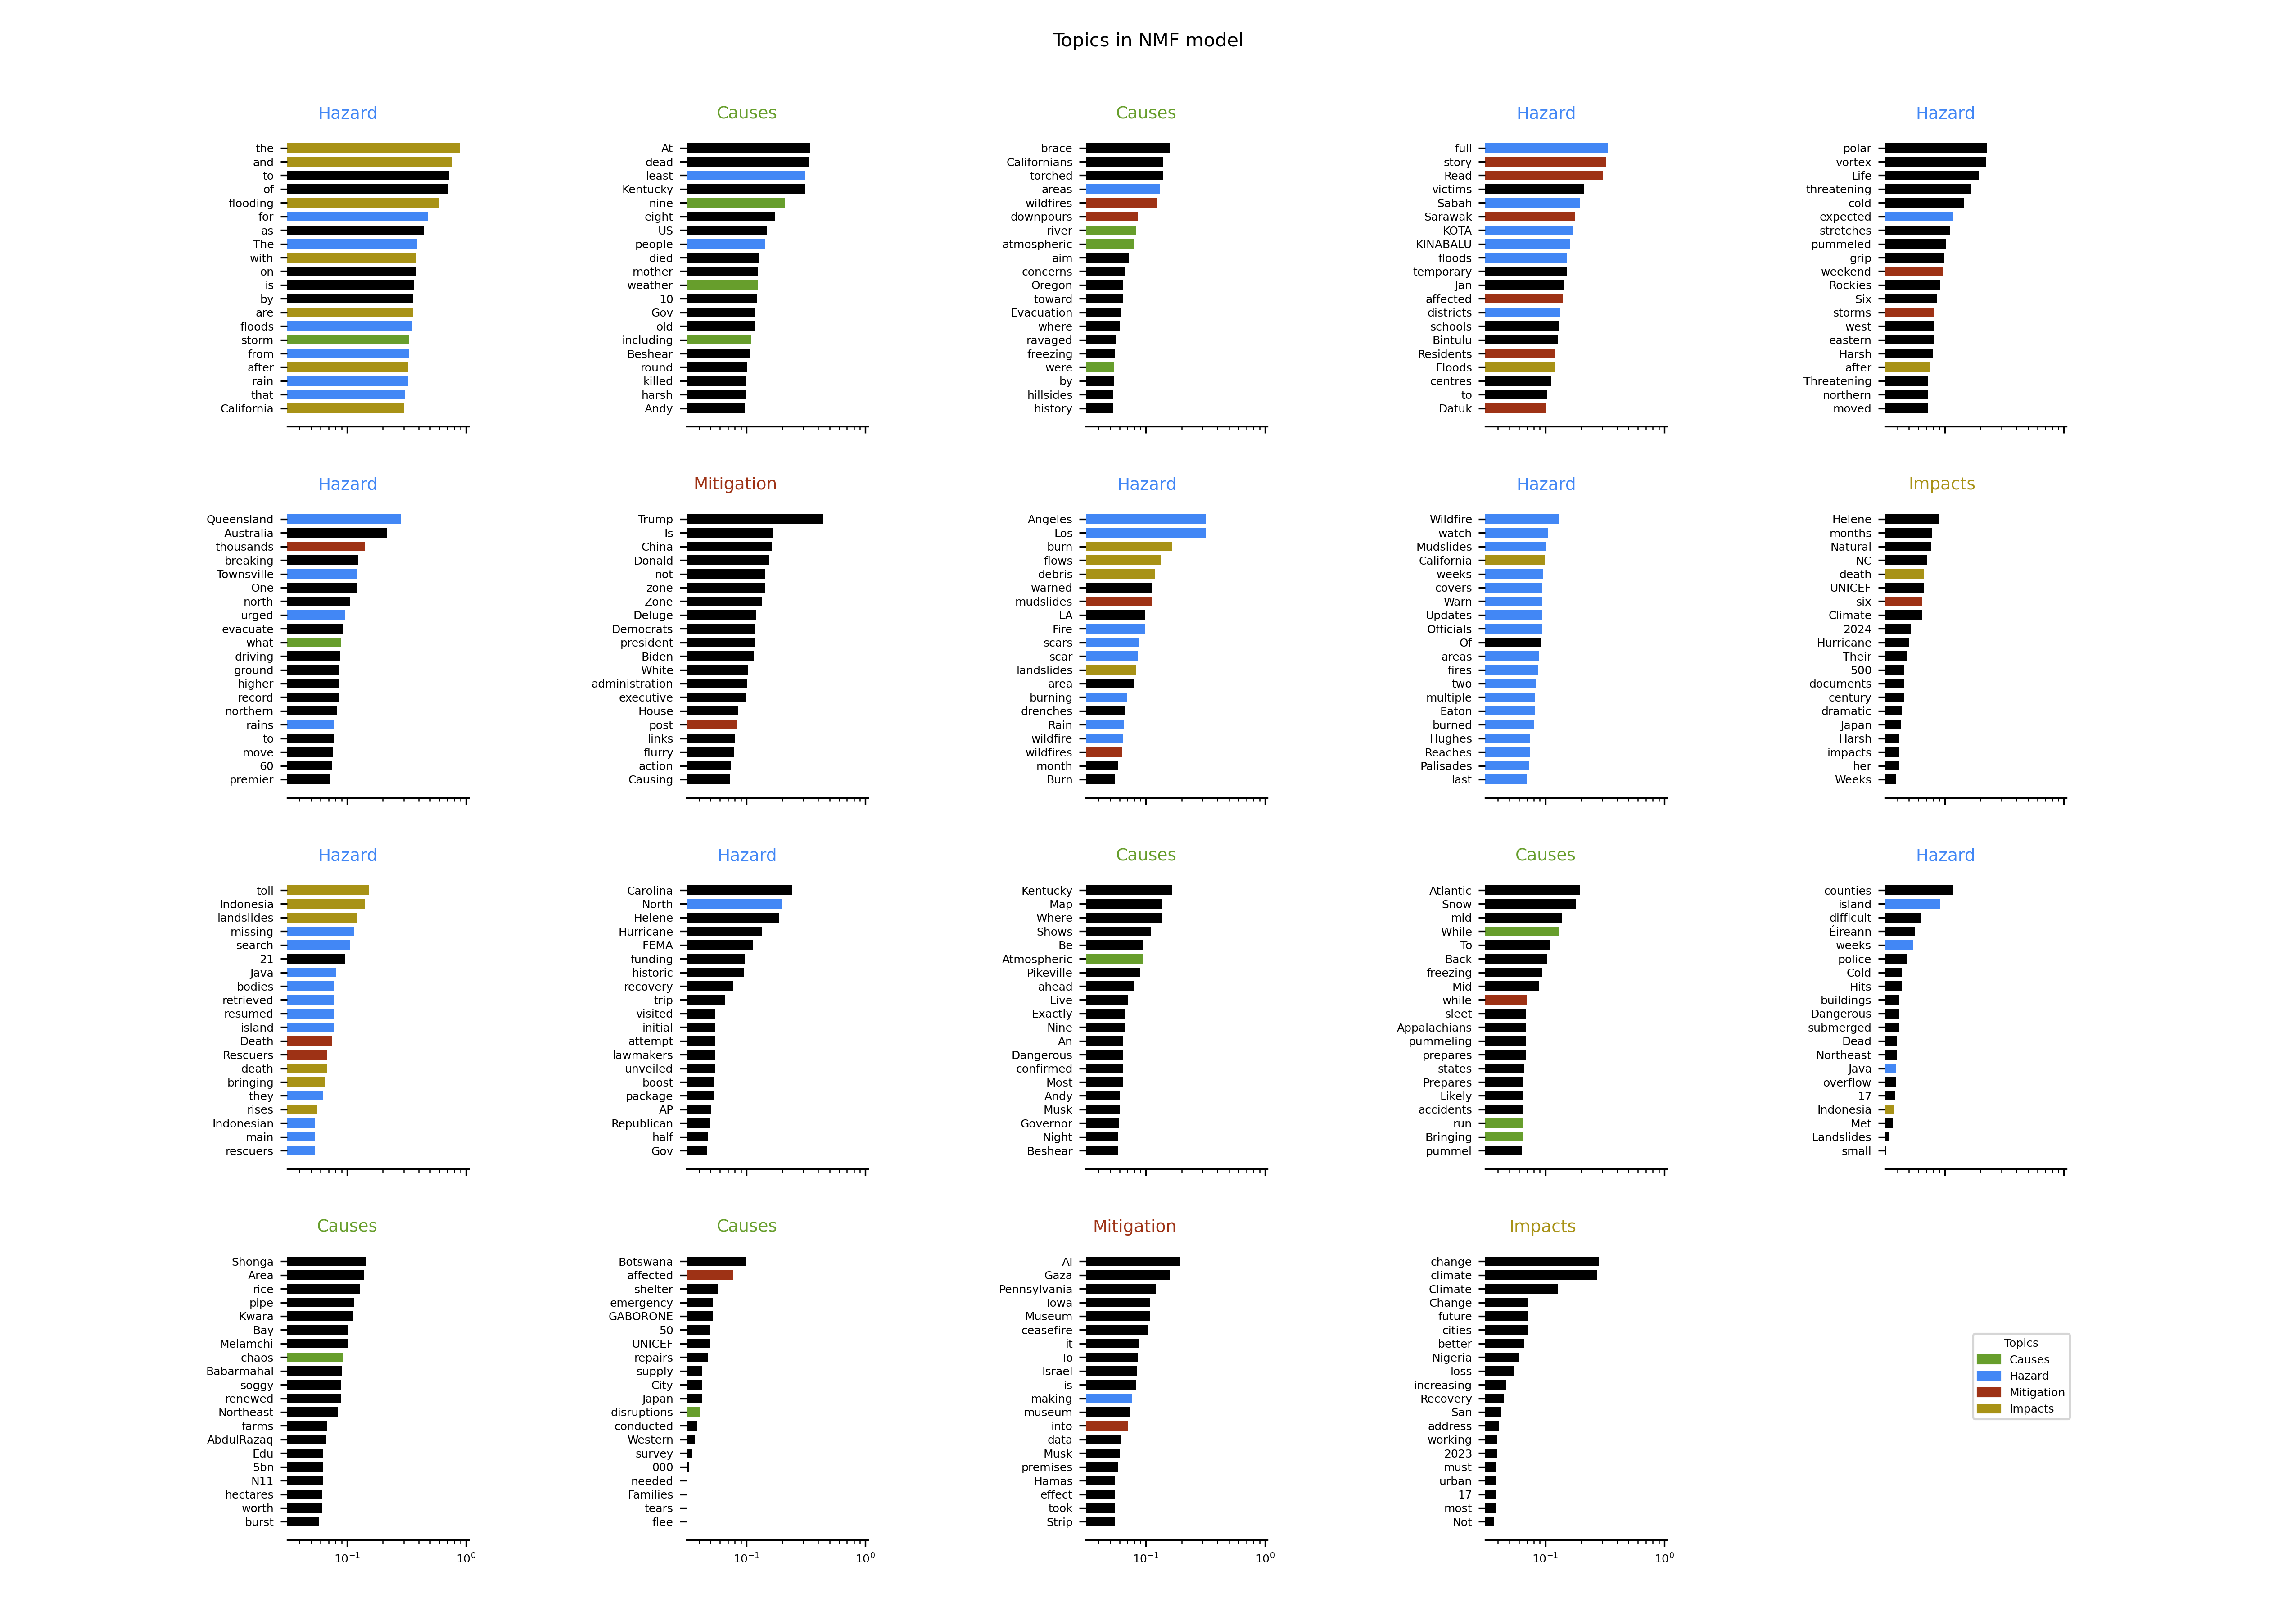 Topics in NMF model
Hazard
the
and
to
of
flooding
for
as
The
with
on
is
by
are
floods
storm
from
after
rain
that
California
Causes
At
dead
least
Kentucky
nine
eight
US
people
died
mother
weather
10
Gov
old
including
Beshear
round
killed
harsh
Andy
Causes
brace
Californians
torched
areas
wildfires
downpours
river
atmospheric
aim
concerns
Oregon
toward
Evacuation
where
ravaged
freezing
were
by
hillsides
history
Hazard
full
story
Read
victims
Sabah
Sarawak
KOTA
KINABALU
floods
temporary
Jan
affected
districts
schools
Bintulu
Residents
Floods
centres
to
Datuk
Hazard
polar
vortex
Life
threatening
cold
expected
stretches
pummeled
grip
weekend
Rockies
Six
storms
west
eastern
Harsh
after
Threatening
northern
moved
Hazard
Queensland
Australia
thousands
breaking
Townsville
One
north
urged
evacuate
what
driving
ground
higher
record
northern
rains
to
move
60
premier
Mitigation
Trump
Is
China
Donald
not
zone
Zone
Deluge
Democrats
president
Biden
White
administration
executive
House
post
links
flurry
action
Causing
Hazard
Angeles
Los
burn
flows
debris
warned
mudslides
LA
Fire
scars
scar
landslides
area
burning
drenches
Rain
wildfire
wildfires
month
Burn
Hazard
Wildfire
watch
Mudslides
California
weeks
covers
Warn
Updates
Officials
Of
areas
fires
two
multiple
Eaton
burned
Hughes
Reaches
Palisades
last
Impacts
Helene
months
Natural
NC
death
UNICEF
six
Climate
2024
Hurricane
Their
500
documents
century
dramatic
Japan
Harsh
impacts
her
Weeks
Hazard
toll
Indonesia
landslides
missing
search
21
Java
bodies
retrieved
resumed
island
Death
Rescuers
death
bringing
they
rises
Indonesian
main
rescuers
Hazard
Carolina
North
Helene
Hurricane
FEMA
funding
historic
recovery
trip
visited
initial
attempt
lawmakers
unveiled
boost
package
AP
Republican
half
Gov
Causes
Kentucky
Map
Where
Shows
Be
Atmospheric
Pikeville
ahead
Live
Exactly
Nine
An
Dangerous
confirmed
Most
Andy
Musk
Governor
Night
Beshear
Causes
Atlantic
Snow
mid
While
To
Back
freezing
Mid
while
sleet
Appalachians
pummeling
prepares
states
Prepares
Likely
accidents
run
Bringing
pummel
Hazard
counties
island
difficult
Éireann
weeks
police
Cold
Hits
buildings
Dangerous
submerged
Dead
Northeast
Java
overflow
17
Indonesia
Met
Landslides
small
Causes
Shonga
Area
rice
pipe
Kwara
Bay
Melamchi
chaos
Babarmahal
soggy
renewed
Northeast
farms
AbdulRazaq
Edu
5bn
N11
hectares
worth
burst
10⁻¹ 10⁰
Causes
Botswana
affected
shelter
emergency
GABORONE
50
UNICEF
repairs
supply
City
Japan
disruptions
conducted
Western
survey
000
needed
Families
tears
flee
10⁻¹ 10⁰
Mitigation
AI
Gaza
Pennsylvania
Iowa
Museum
ceasefire
it
To
Israel
is
making
museum
into
data
Musk
premises
Hamas
effect
took
Strip
10⁻¹ 10⁰
Impacts
change
climate
Climate
Change
future
cities
better
Nigeria
loss
increasing
Recovery
San
address
working
2023
must
urban
17
most
Not
10⁻¹ 10⁰
Topics
Causes
Hazard
Mitigation
Impacts